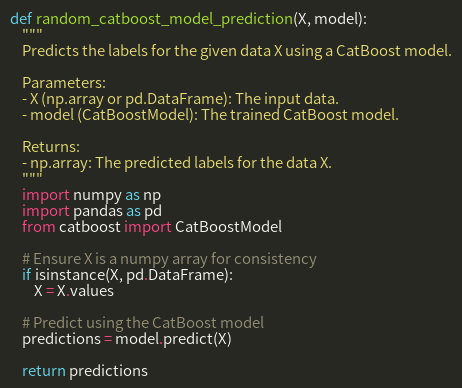 def random_catboost_model_prediction(X, model):
"""
Predicts the labels for the given data X using a CatBoost model.
Parameters:
- X (np.array or pd.DataFrame): The input data.
- model (CatBoostModel): The trained CatBoost model.
Returns:
- np.array: The predicted labels for the data X.
"""
import numpy as np
import pandas as pd
from catboost import CatBoostModel
# Ensure X is a numpy array for consistency
if isinstance(X, pd.DataFrame):
X = X.values
# Predict using the CatBoost model
predictions = model.predict(X)
return predictions